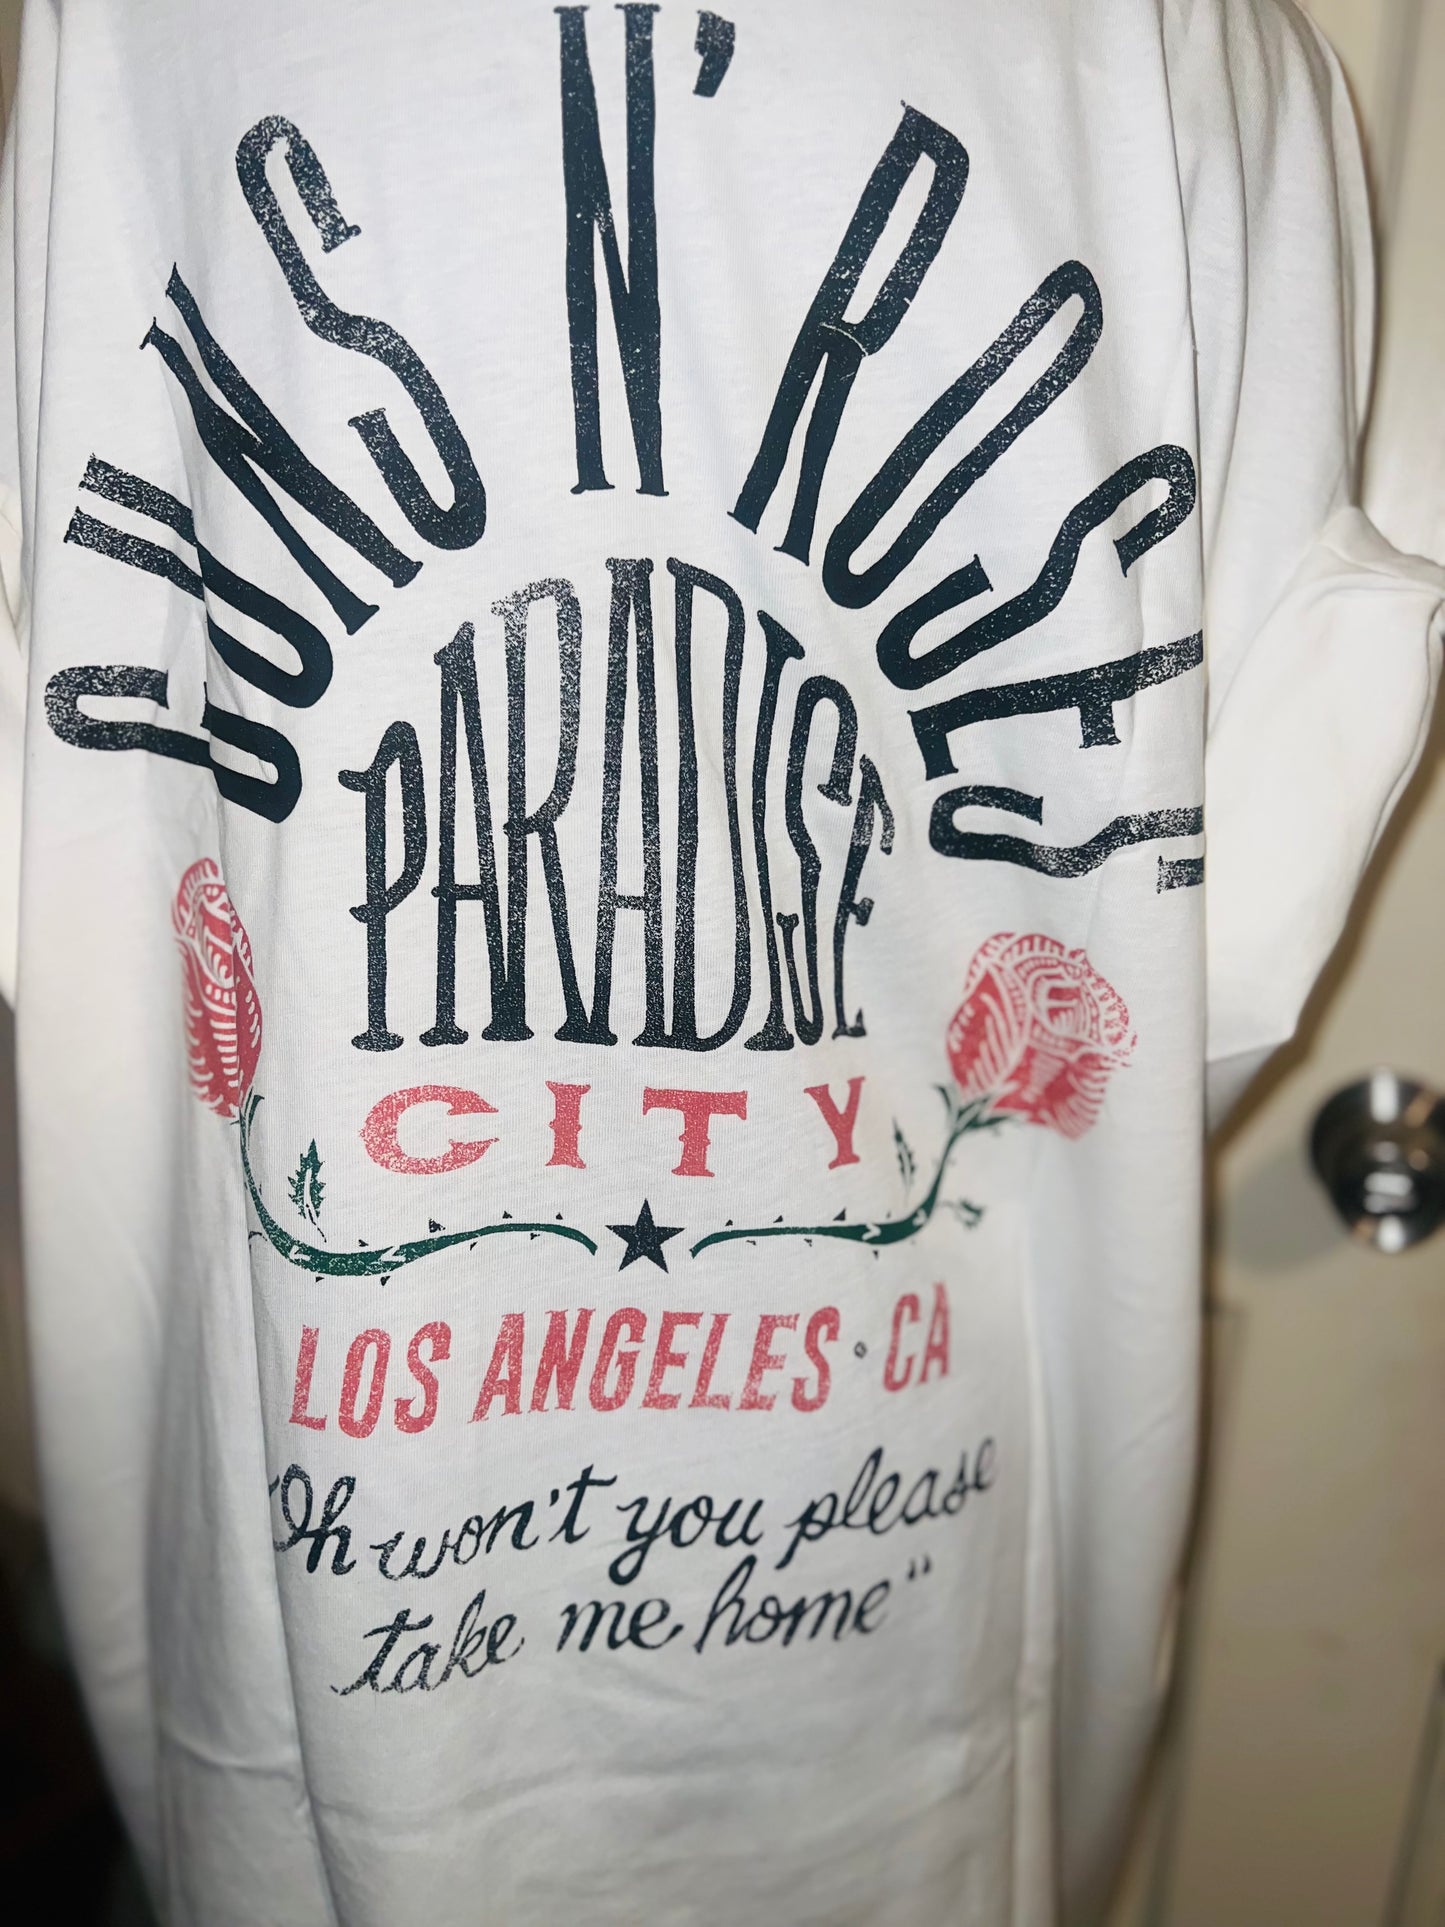 GUNS N' ROSES
PARADISE
CITY
LOS ANGELES · CA
"Oh won't you please
take me home"